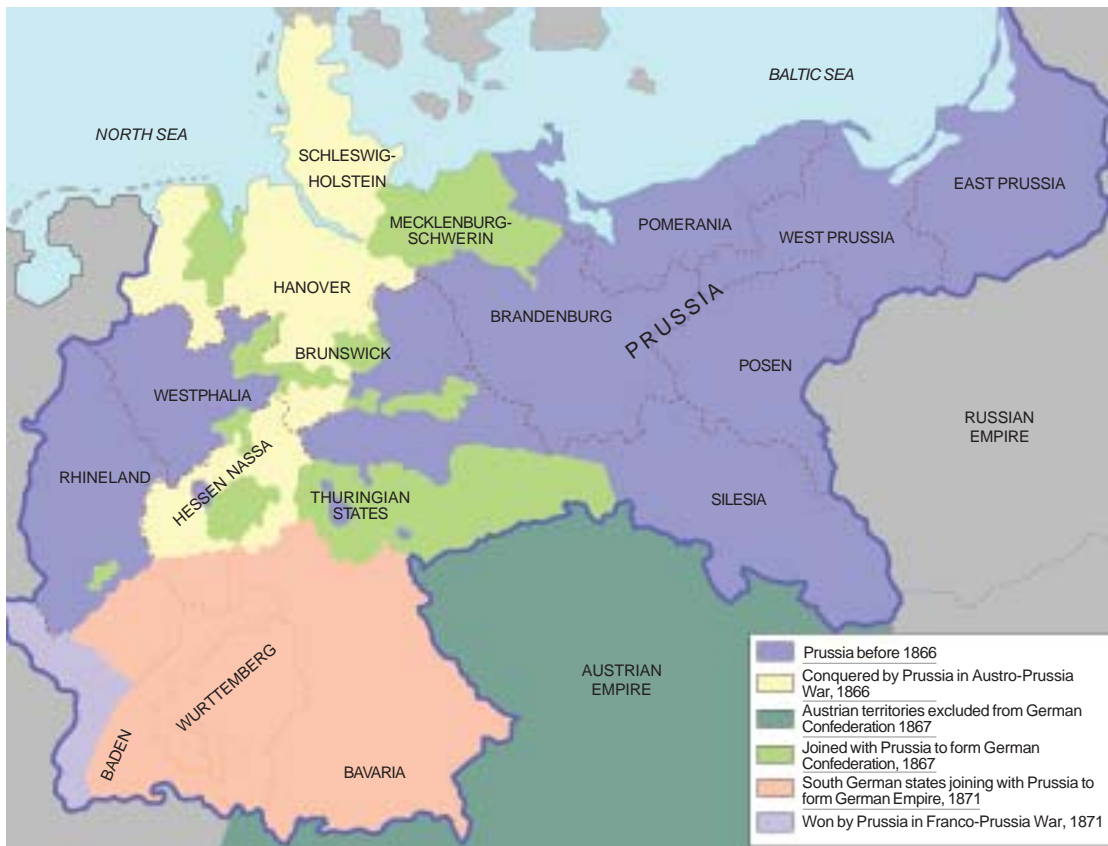 BALTIC SEA
NORTH SEA
SCHLESWIG-
HOLSTEIN
EAST PRUSSIA
MECKLENBURG-
SCHWERIN
POMERANIA
WEST PRUSSIA
HANOVER
BRANDENBURG
PRUSSIA
BRUNSWICK
POSEN
WESTPHALIA
RUSSIAN
EMPIRE
RHINELAND
HESSEN NASSA
THURINGIAN
STATES
SILESIA
AUSTRIAN
EMPIRE
WURTTEMBERG
BADEN
BAVARIA
Prussia before 1866
Conquered by Prussia in Austro-Prussia
War, 1866
Austrian territories excluded from German
Confederation 1867
Joined with Prussia to form German
Confederation, 1867
South German states joining with Prussia to
form German Empire, 1871
Won by Prussia in Franco-Prussia War, 1871